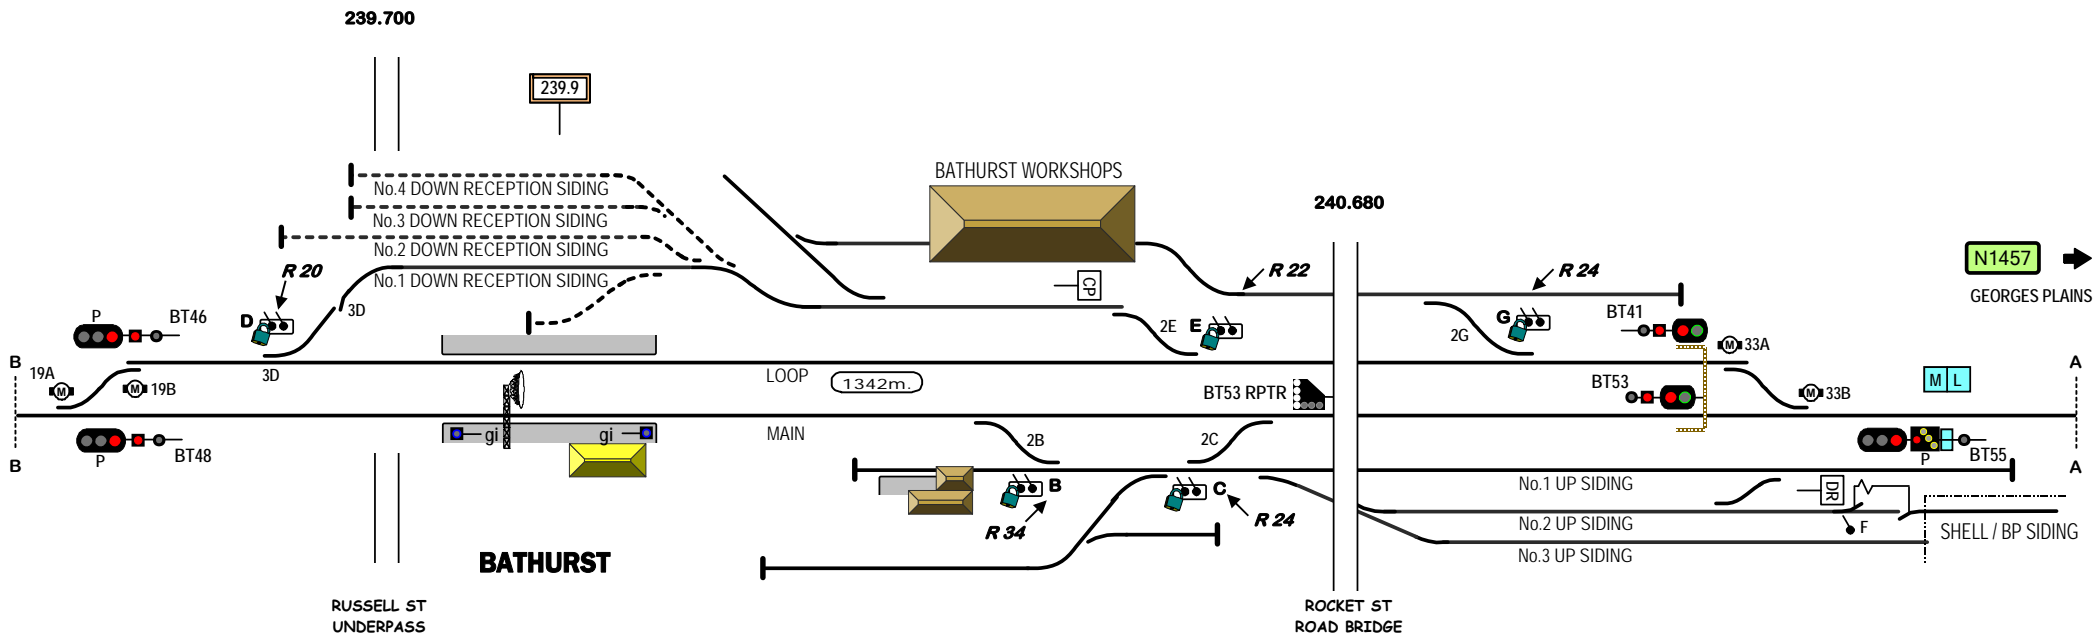 239.700
239.9
BATHURST WORKSHOPS
No.4 DOWN RECEPTION SIDING
No.3 DOWN RECEPTION SIDING
240.680
No.2 DOWN RECEPTION SIDING
N1457
R 20
No.1 DOWN RECEPTION SIDING
R 22
R 24
CP
GEORGES PLAINS
P
BT46
D
3D
2E
E
2G
G
BT41
33A
B
19A
M
M
19B
3D
LOOP
1342m.
BT53 RPTR
BT53
M
M
33B
M L
A
gi
gi
MAIN
2B
2C
P
BT48
P
BT55
B
A
B
C
No.1 UP SIDING
DR
R 34
R 24
No.2 UP SIDING
F
SHELL / BP SIDING
No.3 UP SIDING
BATHURST
RUSSELL ST
UNDERPASS
ROCKET ST
ROAD BRIDGE